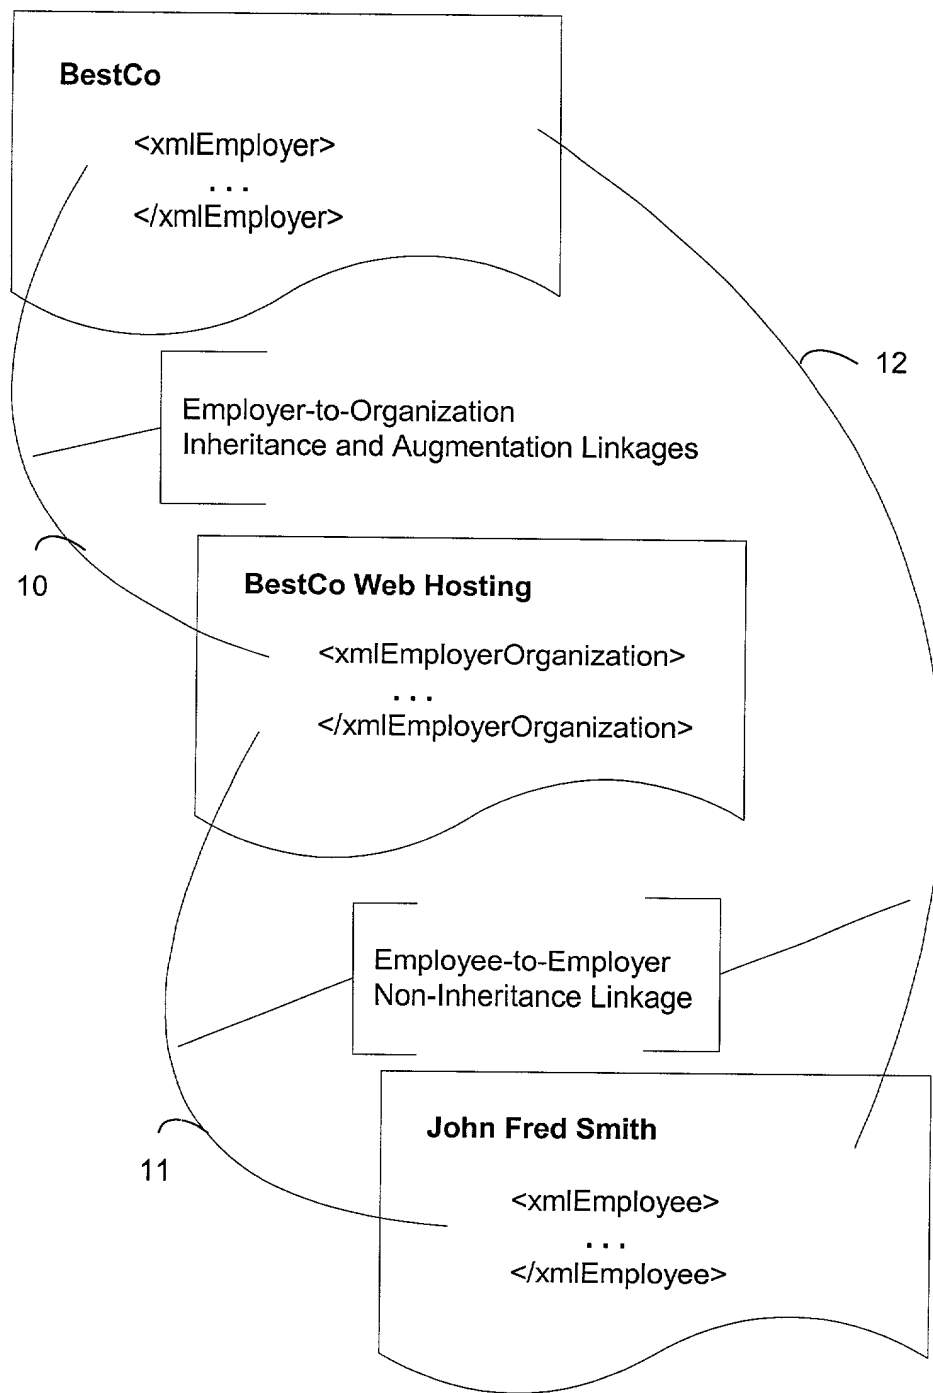 BestCo
<xmlEmployer>
...
</xmlEmployer>
12
Employer-to-Organization
Inheritance and Augmentation Linkages
10
BestCo Web Hosting
<xmlEmployerOrganization>
...
</xmlEmployerOrganization>
Employee-to-Employer
Non-Inheritance Linkage
11
John Fred Smith
<xmlEmployee>
...
</xmlEmployee>